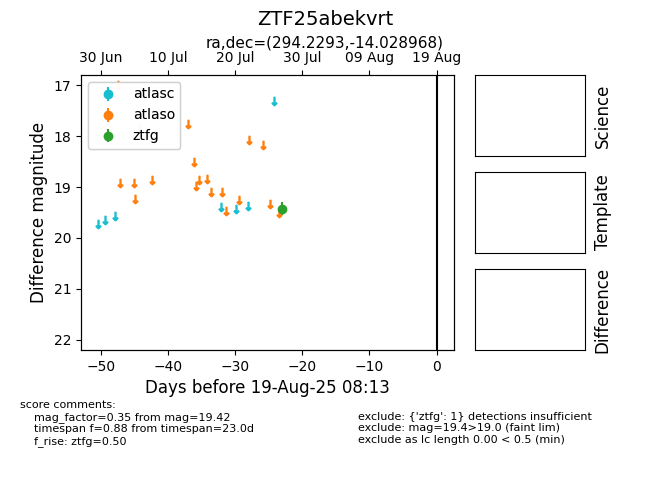 ZTF25abekvrt
ra,dec=(294.2293,-14.028968)
30 Jun 10 Jul 20 Jul 30 Jul 09 Aug 19 Aug
atlasc
atlaso
ztfg
17
18
19
20
21
22
Difference magnitude
−50 −40 −30 −20 −10 0
Days before 19-Aug-25 08:13
Science
Template
Difference
score comments:
mag_factor=0.35 from mag=19.42
timespan f=0.88 from timespan=23.0d
f_rise: ztfg=0.50
exclude: {'ztfg': 1} detections insufficient
exclude: mag=19.4>19.0 (faint lim)
exclude as lc length 0.00 < 0.5 (min)